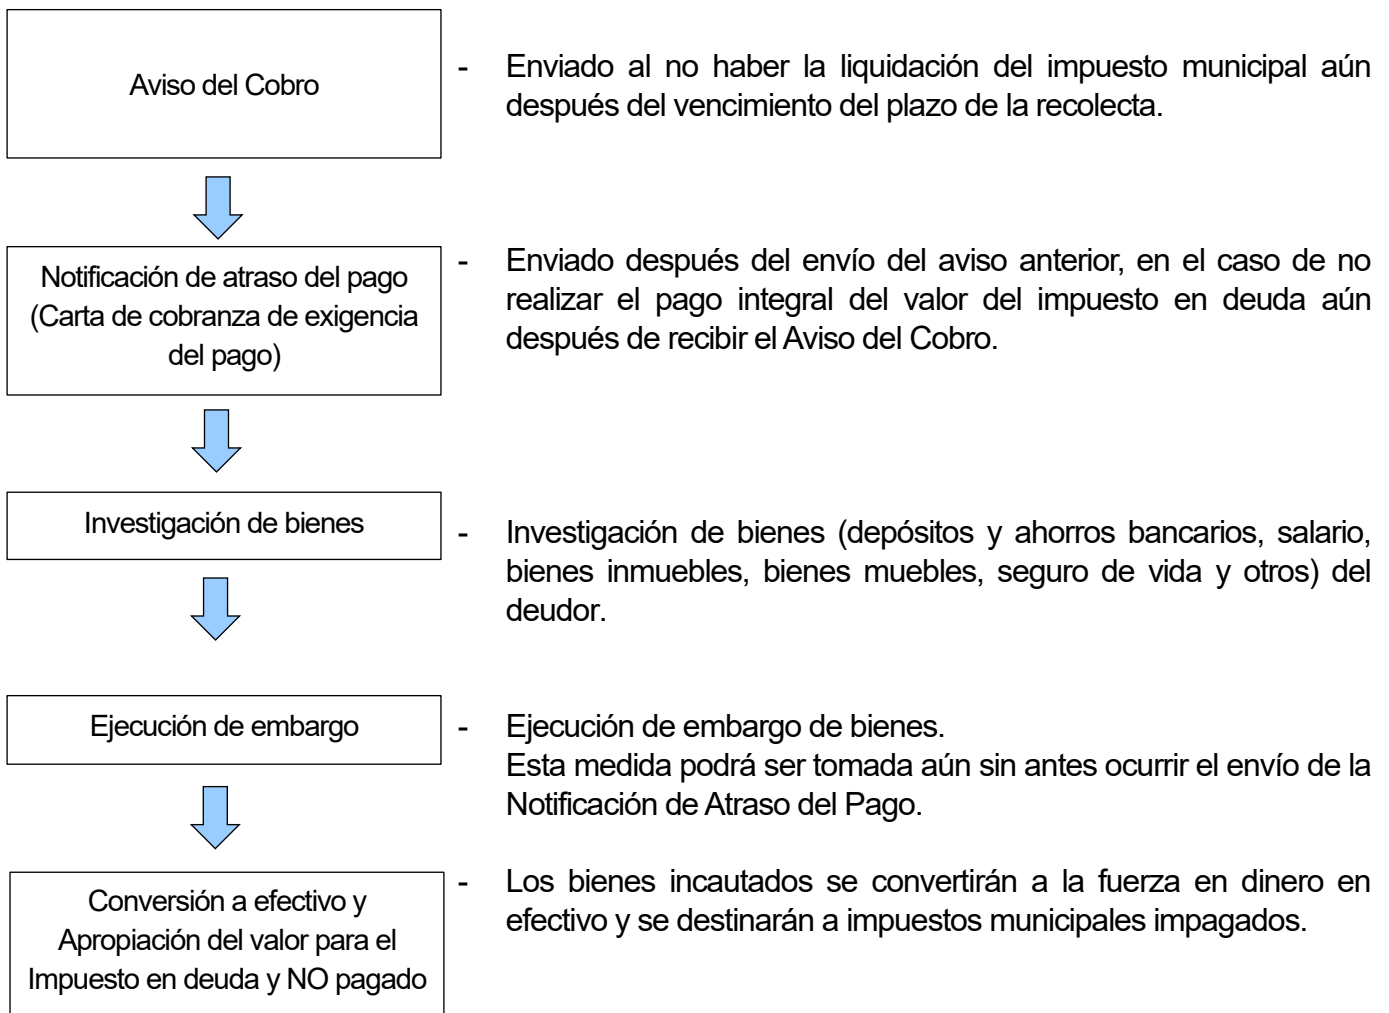 Aviso del Cobro
- Enviado al no haber la liquidación del impuesto municipal aún
después del vencimiento del plazo de la recolecta.
Notificación de atraso del pago
(Carta de cobranza de exigencia
del pago)
- Enviado después del envío del aviso anterior, en el caso de no
realizar el pago integral del valor del impuesto en deuda aún
después de recibir el Aviso del Cobro.
Investigación de bienes
- Investigación de bienes (depósitos y ahorros bancarios, salario,
bienes inmuebles, bienes muebles, seguro de vida y otros) del
deudor.
Ejecución de embargo
- Ejecución de embargo de bienes.
Esta medida podrá ser tomada aún sin antes ocurrir el envío de la
Notificación de Atraso del Pago.
Conversión a efectivo y
Apropiación del valor para el
Impuesto en deuda y NO pagado
- Los bienes incautados se convertirán a la fuerza en dinero en
efectivo y se destinarán a impuestos municipales impagados.